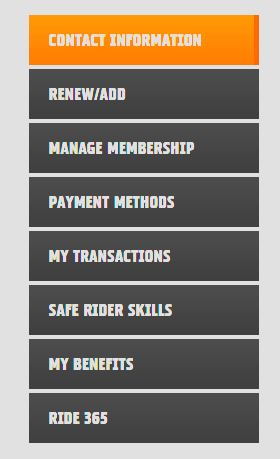 CONTACT INFORMATION
RENEW/ADD
MANAGE MEMBERSHIP
PAYMENT METHODS
MY TRANSACTIONS
SAFE RIDER SKILLS
MY BENEFITS
RIDE 365